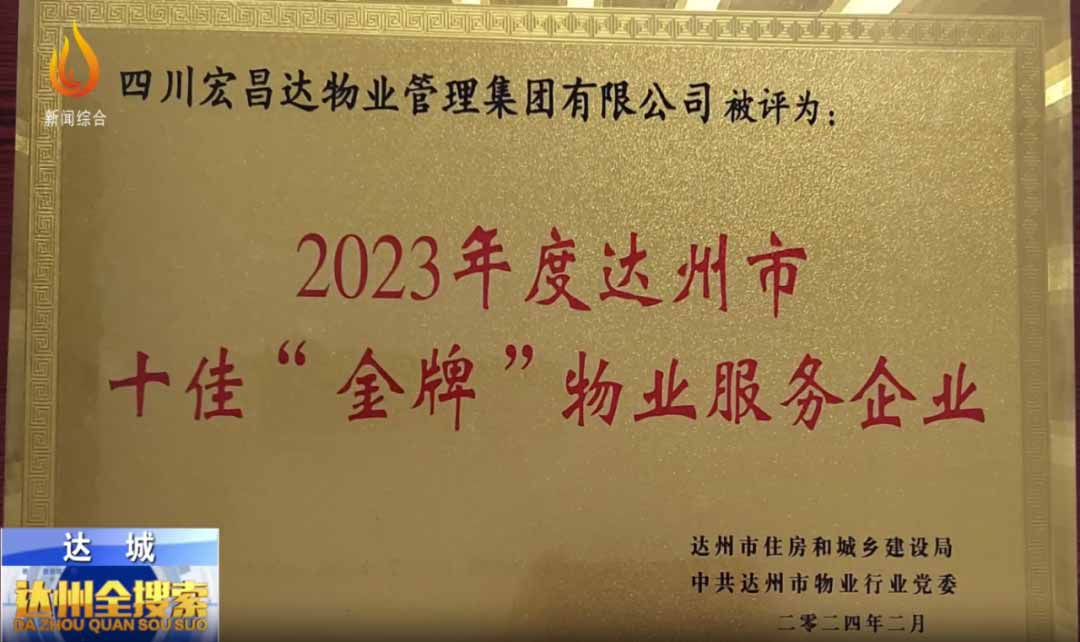 新闻综合
四川宏昌达物业管理集团有限公司被评为：
2023年度达州市
十佳“金牌”物业服务企业
达州市住房和城乡建设局
中共达州市物业行业党委
二零二四年二月
达城
达州全搜索
DA ZHOU QUAN SOU SUO